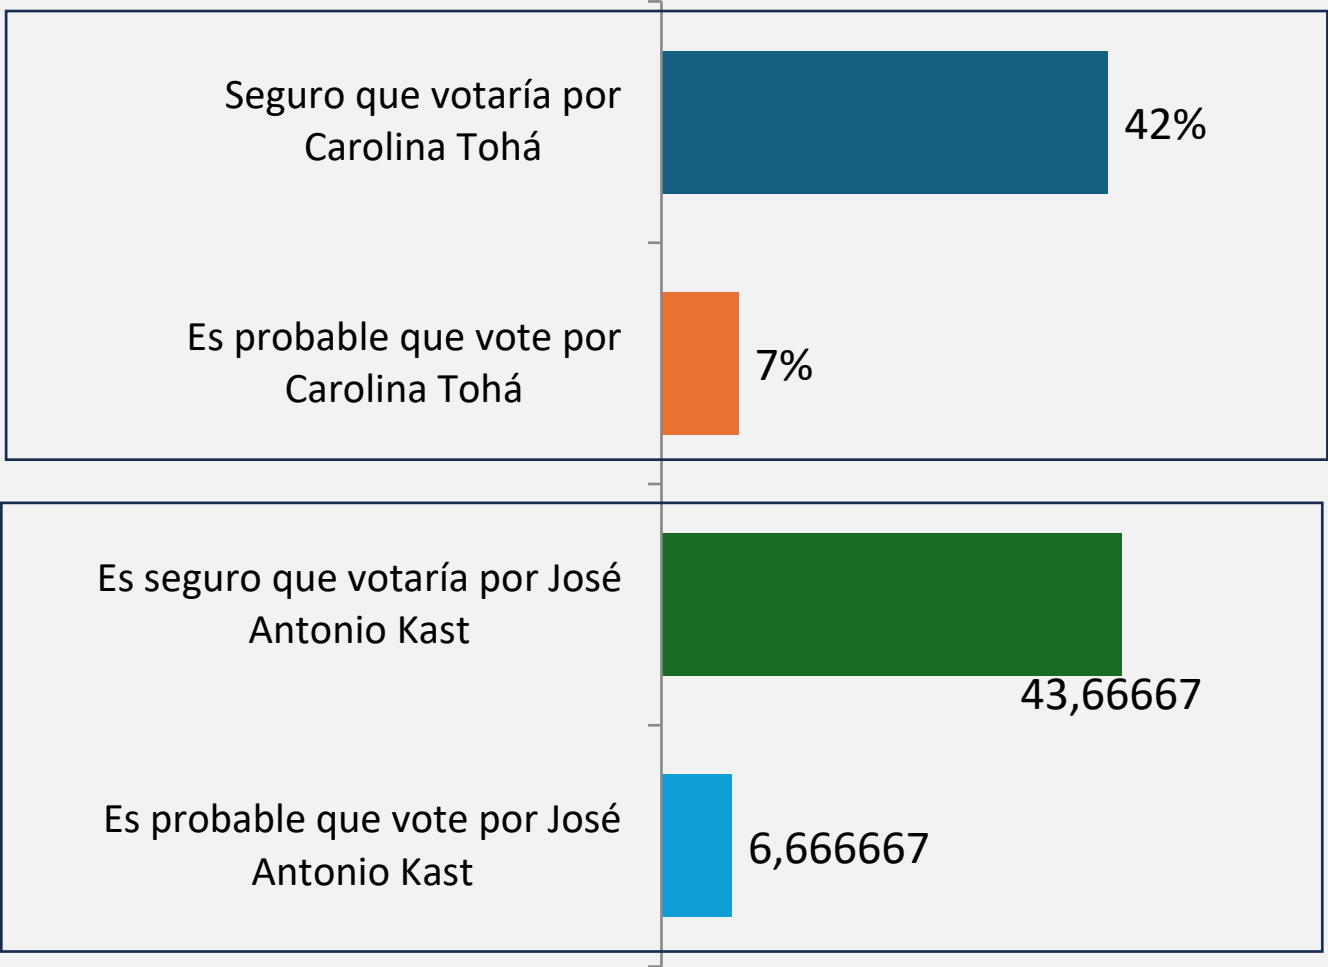 Seguro que votaría por
Carolina Tohá
42%
Es probable que vote por
Carolina Tohá
7%
Es seguro que votaría por José
Antonio Kast
43,66667
Es probable que vote por José
Antonio Kast
6,666667